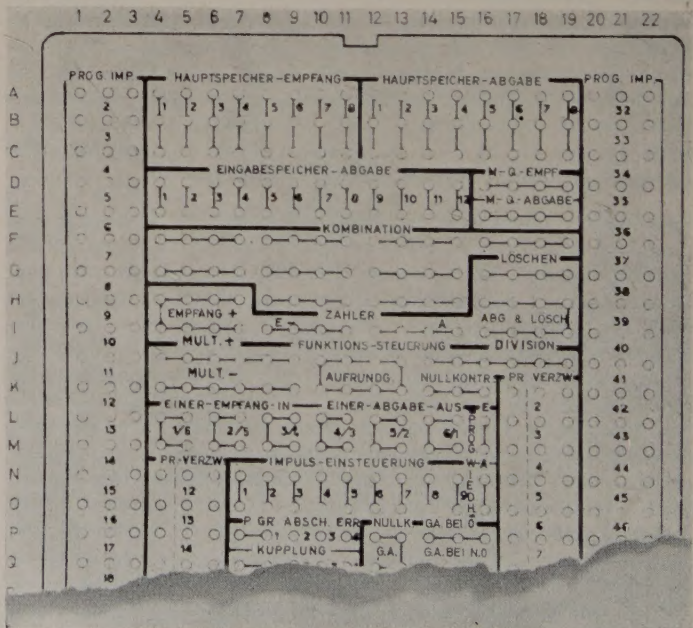 1 2 3 4 5 6 7 8 9 10 11 12 13 14 15 16 17 18 19 20 21 22
PROG. IMP. HAUPTSPEICHER-EMPFANG HAUPTSPEICHER-ABGABE PROG. IMP.
A 2 1 2 3 4 5 6 7 8 1 2 3 4 5 6 7 8 32
B 3 33
C 4 EINGABESPEICHER-ABGABE M-Q-EMPF 34
D 5 1 2 3 4 5 6 7 8 9 10 11 12 M-Q-ABGABE 35
E 6 KOMBINATION 36
F 7 LÖSCHEN 37
G 8 38
H ZÄHLER
9 EMPFANG + E - A ABG & LÖSCH 39
I 10 MULT.+ FUNKTIONS-STEUERUNG DIVISION 40
J 11 MULT.- AUFRUNDG. NULLKONTR. PR VERZW. 41
K 12 EINER-EMPFANG-IN EINER-ABGABE-AUS E 2 42
L 13 1/6 2/5 3/4 4/3 5/2 6/1 PROG. WIEDH. 3 43
M 14 PR-VERZW. IMPULS-EINSTEUERUNG W-A 4 44
N 15 12 1 2 3 4 5 6 7 8 9 5 45
O 16 13 P GR ABSCH. ERR. NULLK GA.BEI 0 6 46
P 1 2 3 4
17 14 KUPPLUNG G.A. GA.BEI N.0 7
Q 18